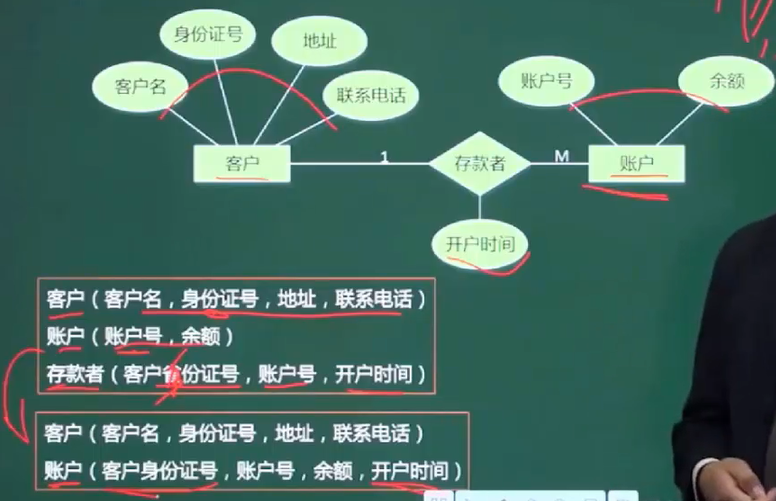 身份证号
地址
客户名
联系电话
账户号
余额
客户
1
存款者
M
账户
开户时间
客户（客户名，身份证号，地址，联系电话）
账户（账户号，余额）
存款者（客户身份证号，账户号，开户时间）
客户（客户名，身份证号，地址，联系电话）
账户（客户身份证号，账户号，余额，开户时间）